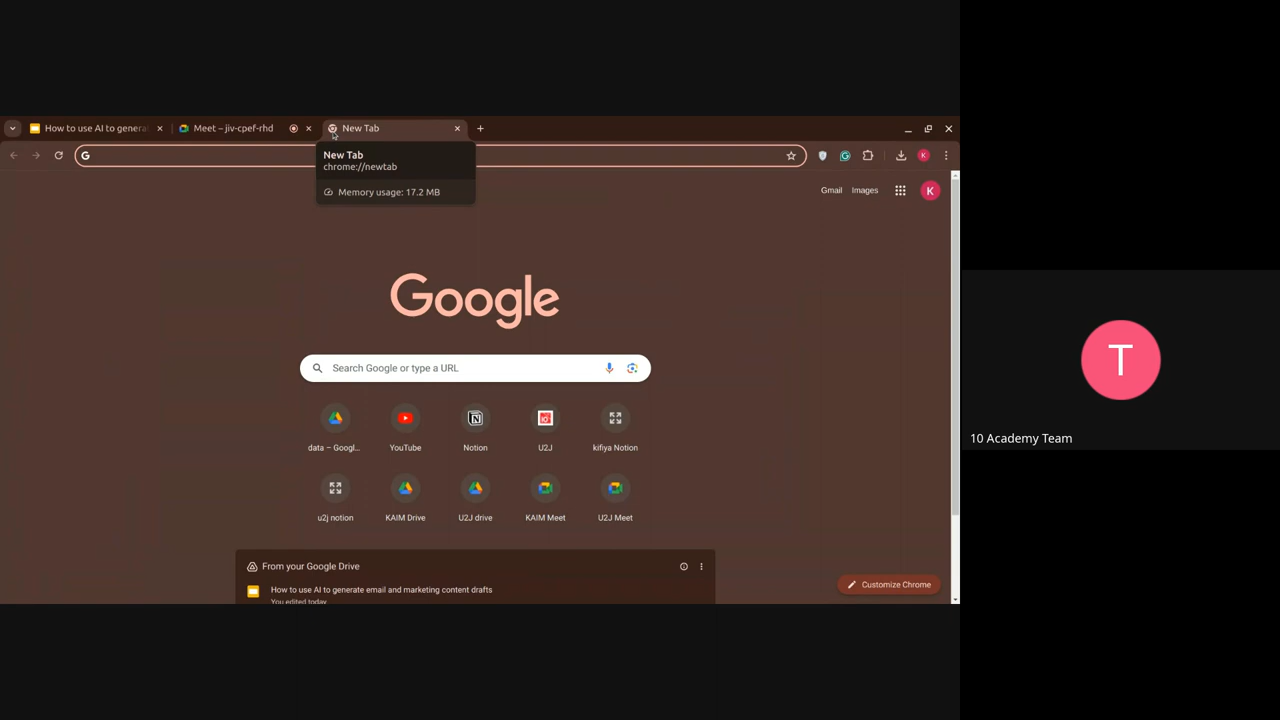 How to use AI to genera
Meet – jiv-cpef-rhd
New Tab
New Tab
chrome://newtab
Memory usage: 17.2 MB
K
Gmail
Images
K
Google
Search Google or type a URL
data – Googl...
YouTube
Notion
U2J
kifiya Notion
u2j notion
KAIM Drive
U2J drive
KAIM Meet
U2J Meet
From your Google Drive
How to use AI to generate email and marketing content drafts
You edited today
Customize Chrome
T
10 Academy Team